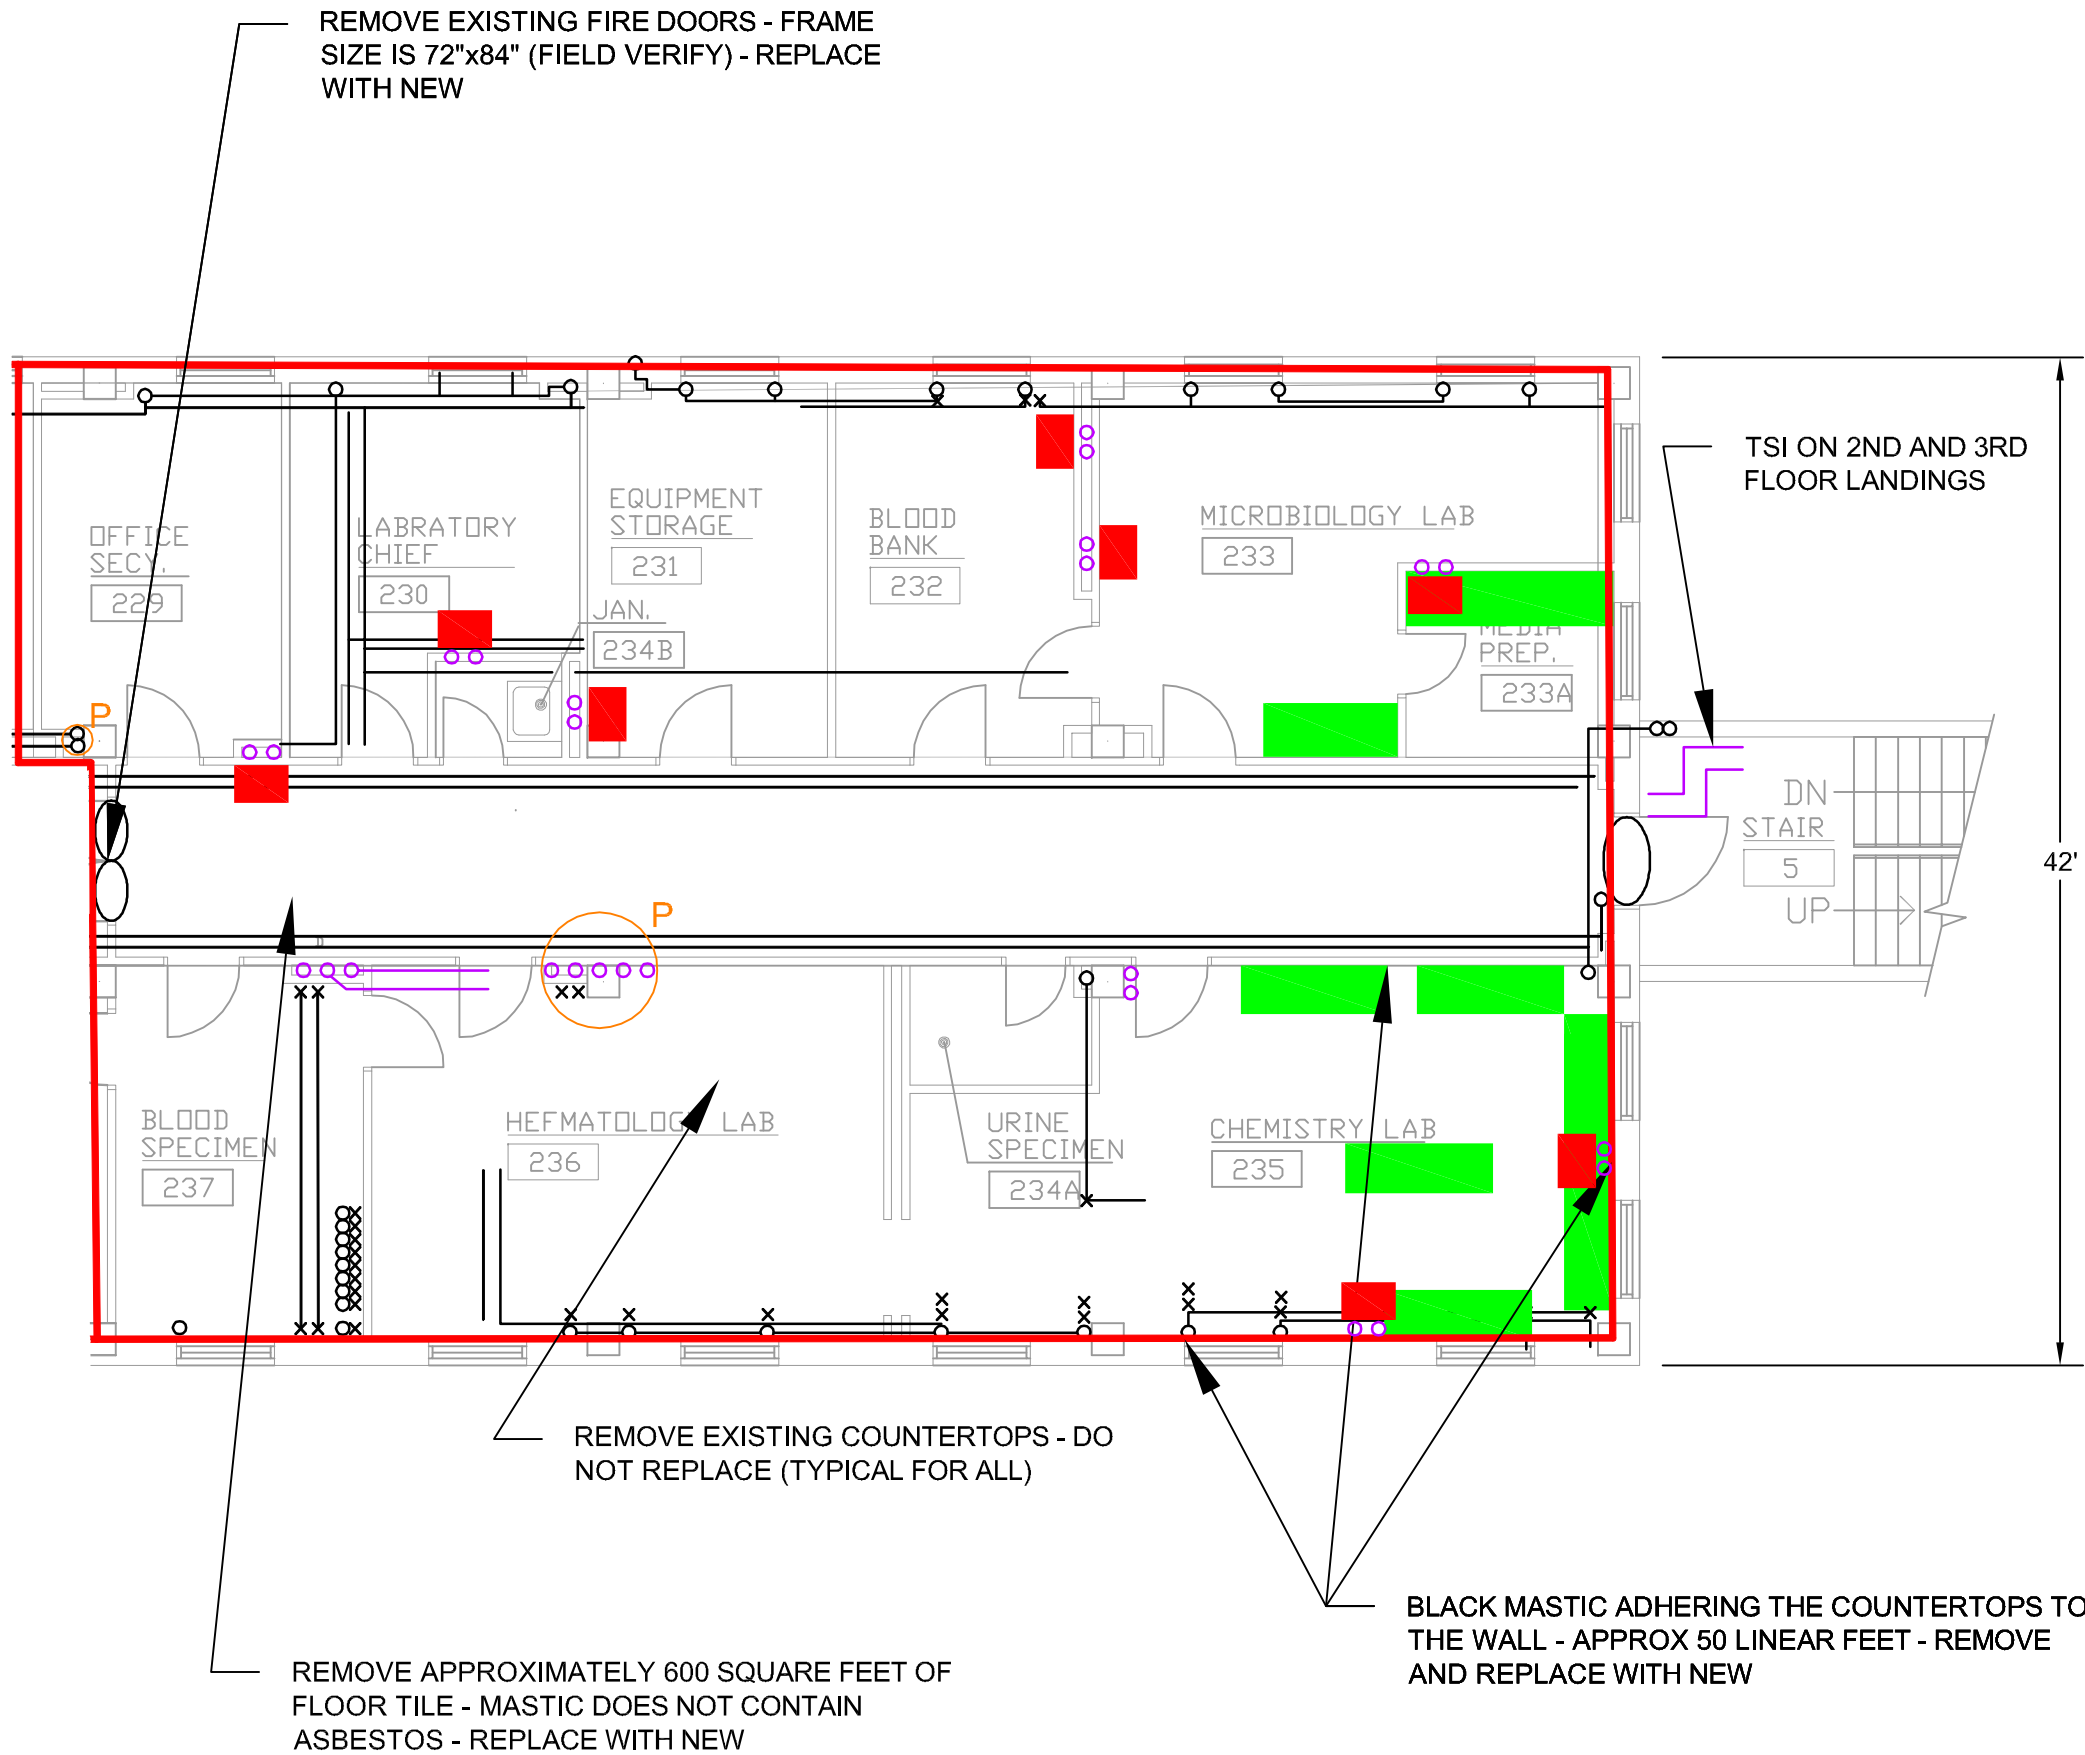 REMOVE EXISTING FIRE DOORS - FRAME
SIZE IS 72"x84" (FIELD VERIFY) - REPLACE
WITH NEW
TSI ON 2ND AND 3RD
FLOOR LANDINGS
OFFICE
SECY.
229
LABRATORY
CHIEF
230
EQUIPMENT
STORAGE
231
JAN.
234B
BLOOD
BANK
232
MICROBIOLOGY LAB
233
MEDIA
PREP.
233A
P
DN
STAIR
5
UP
42'
P
BLOOD
SPECIMEN
237
HEFMATOLOGY LAB
236
URINE
SPECIMEN
234A
CHEMISTRY LAB
235
REMOVE EXISTING COUNTERTOPS - DO
NOT REPLACE (TYPICAL FOR ALL)
BLACK MASTIC ADHERING THE COUNTERTOPS TO
THE WALL - APPROX 50 LINEAR FEET - REMOVE
AND REPLACE WITH NEW
REMOVE APPROXIMATELY 600 SQUARE FEET OF
FLOOR TILE - MASTIC DOES NOT CONTAIN
ASBESTOS - REPLACE WITH NEW